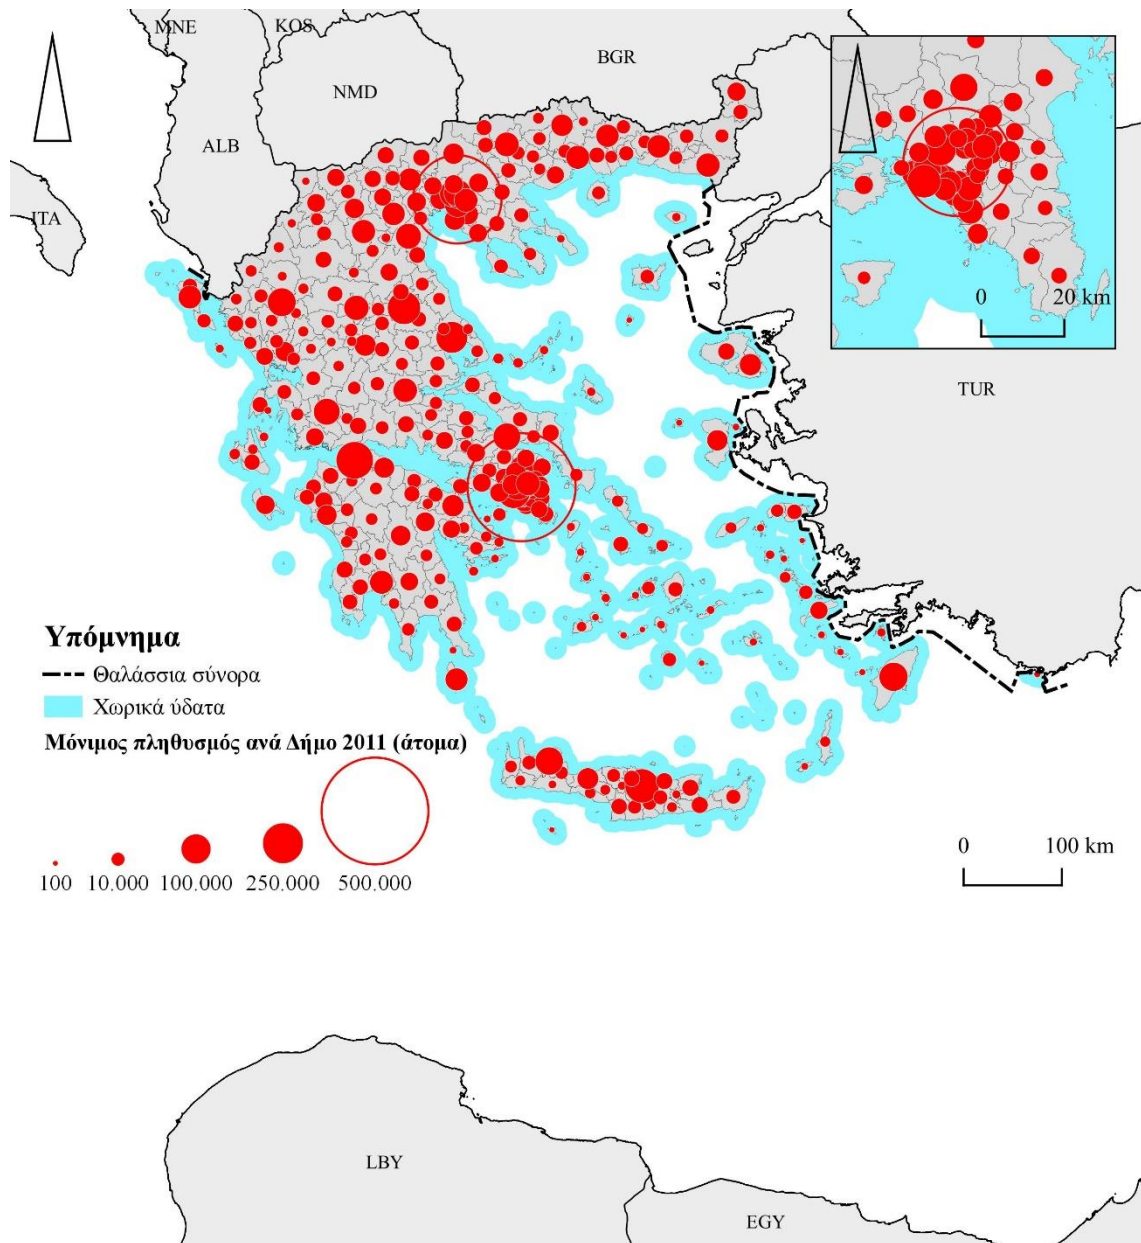 MNE
KOS
BGR
NMD
ALB
ITA
0 20 km
TUR
Υπόμνημα
Θαλάσσια σύνορα
Χωρικά ύδατα
Μόνιμος πληθυσμός ανά Δήμο 2011 (άτομα)
100 10.000 100.000 250.000 500.000
0 100 km
LBY
EGY